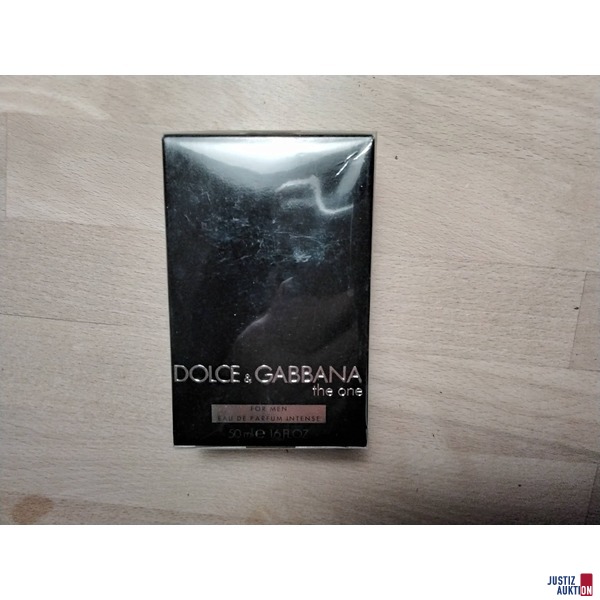 DOLCE & GABBANA
the one
FOR MEN
EAU DE PARFUM INTENSE
50 ml e 1.6 FL.OZ.
JUSTIZ
AUKTION